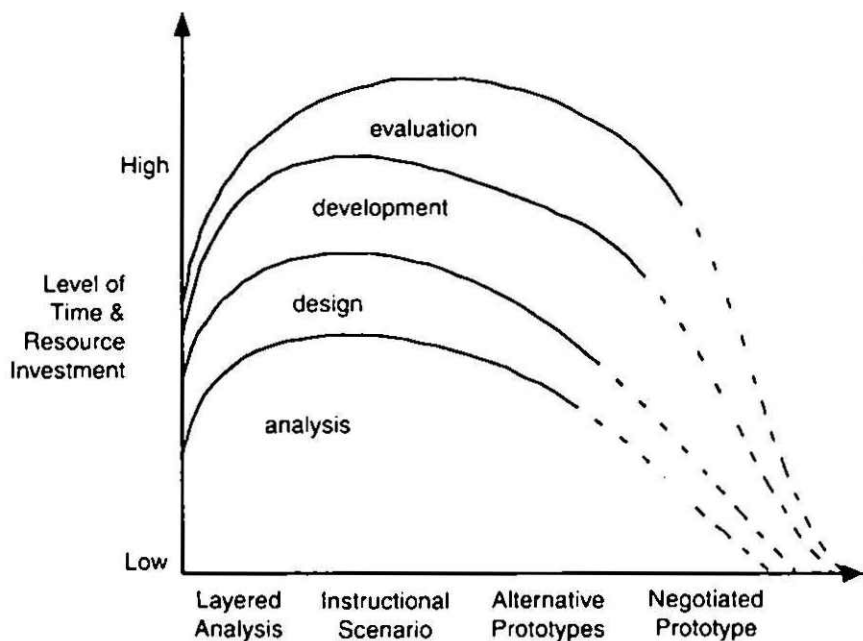 evaluation
High
development
Level of
Time &
Resource
Investment
design
analysis
Low
Layered
Analysis
Instructional
Scenario
Alternative
Prototypes
Negotiated
Prototype